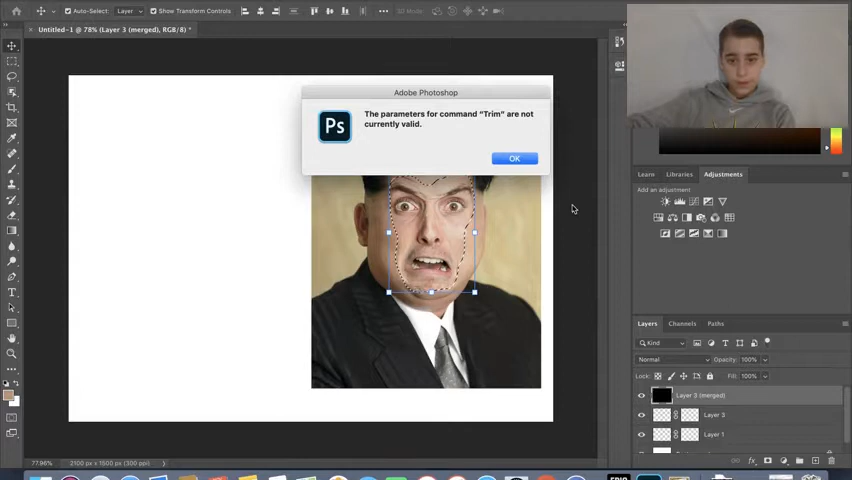 Auto-Select:
Layer
Show Transform Controls
3D Mode:
Untitled-1 @ 78% (Layer 3 (merged), RGB/8) *
Adobe Photoshop
Ps
The parameters for command “Trim” are not
currently valid.
OK
Learn
Libraries
Adjustments
Add an adjustment
Layers
Channels
Paths
Kind
Normal
Opacity: 100%
Lock:
Fill: 100%
Layer 3 (merged)
Layer 3
Layer 1
fx
77.96%
2100 px x 1500 px (300 ppi)